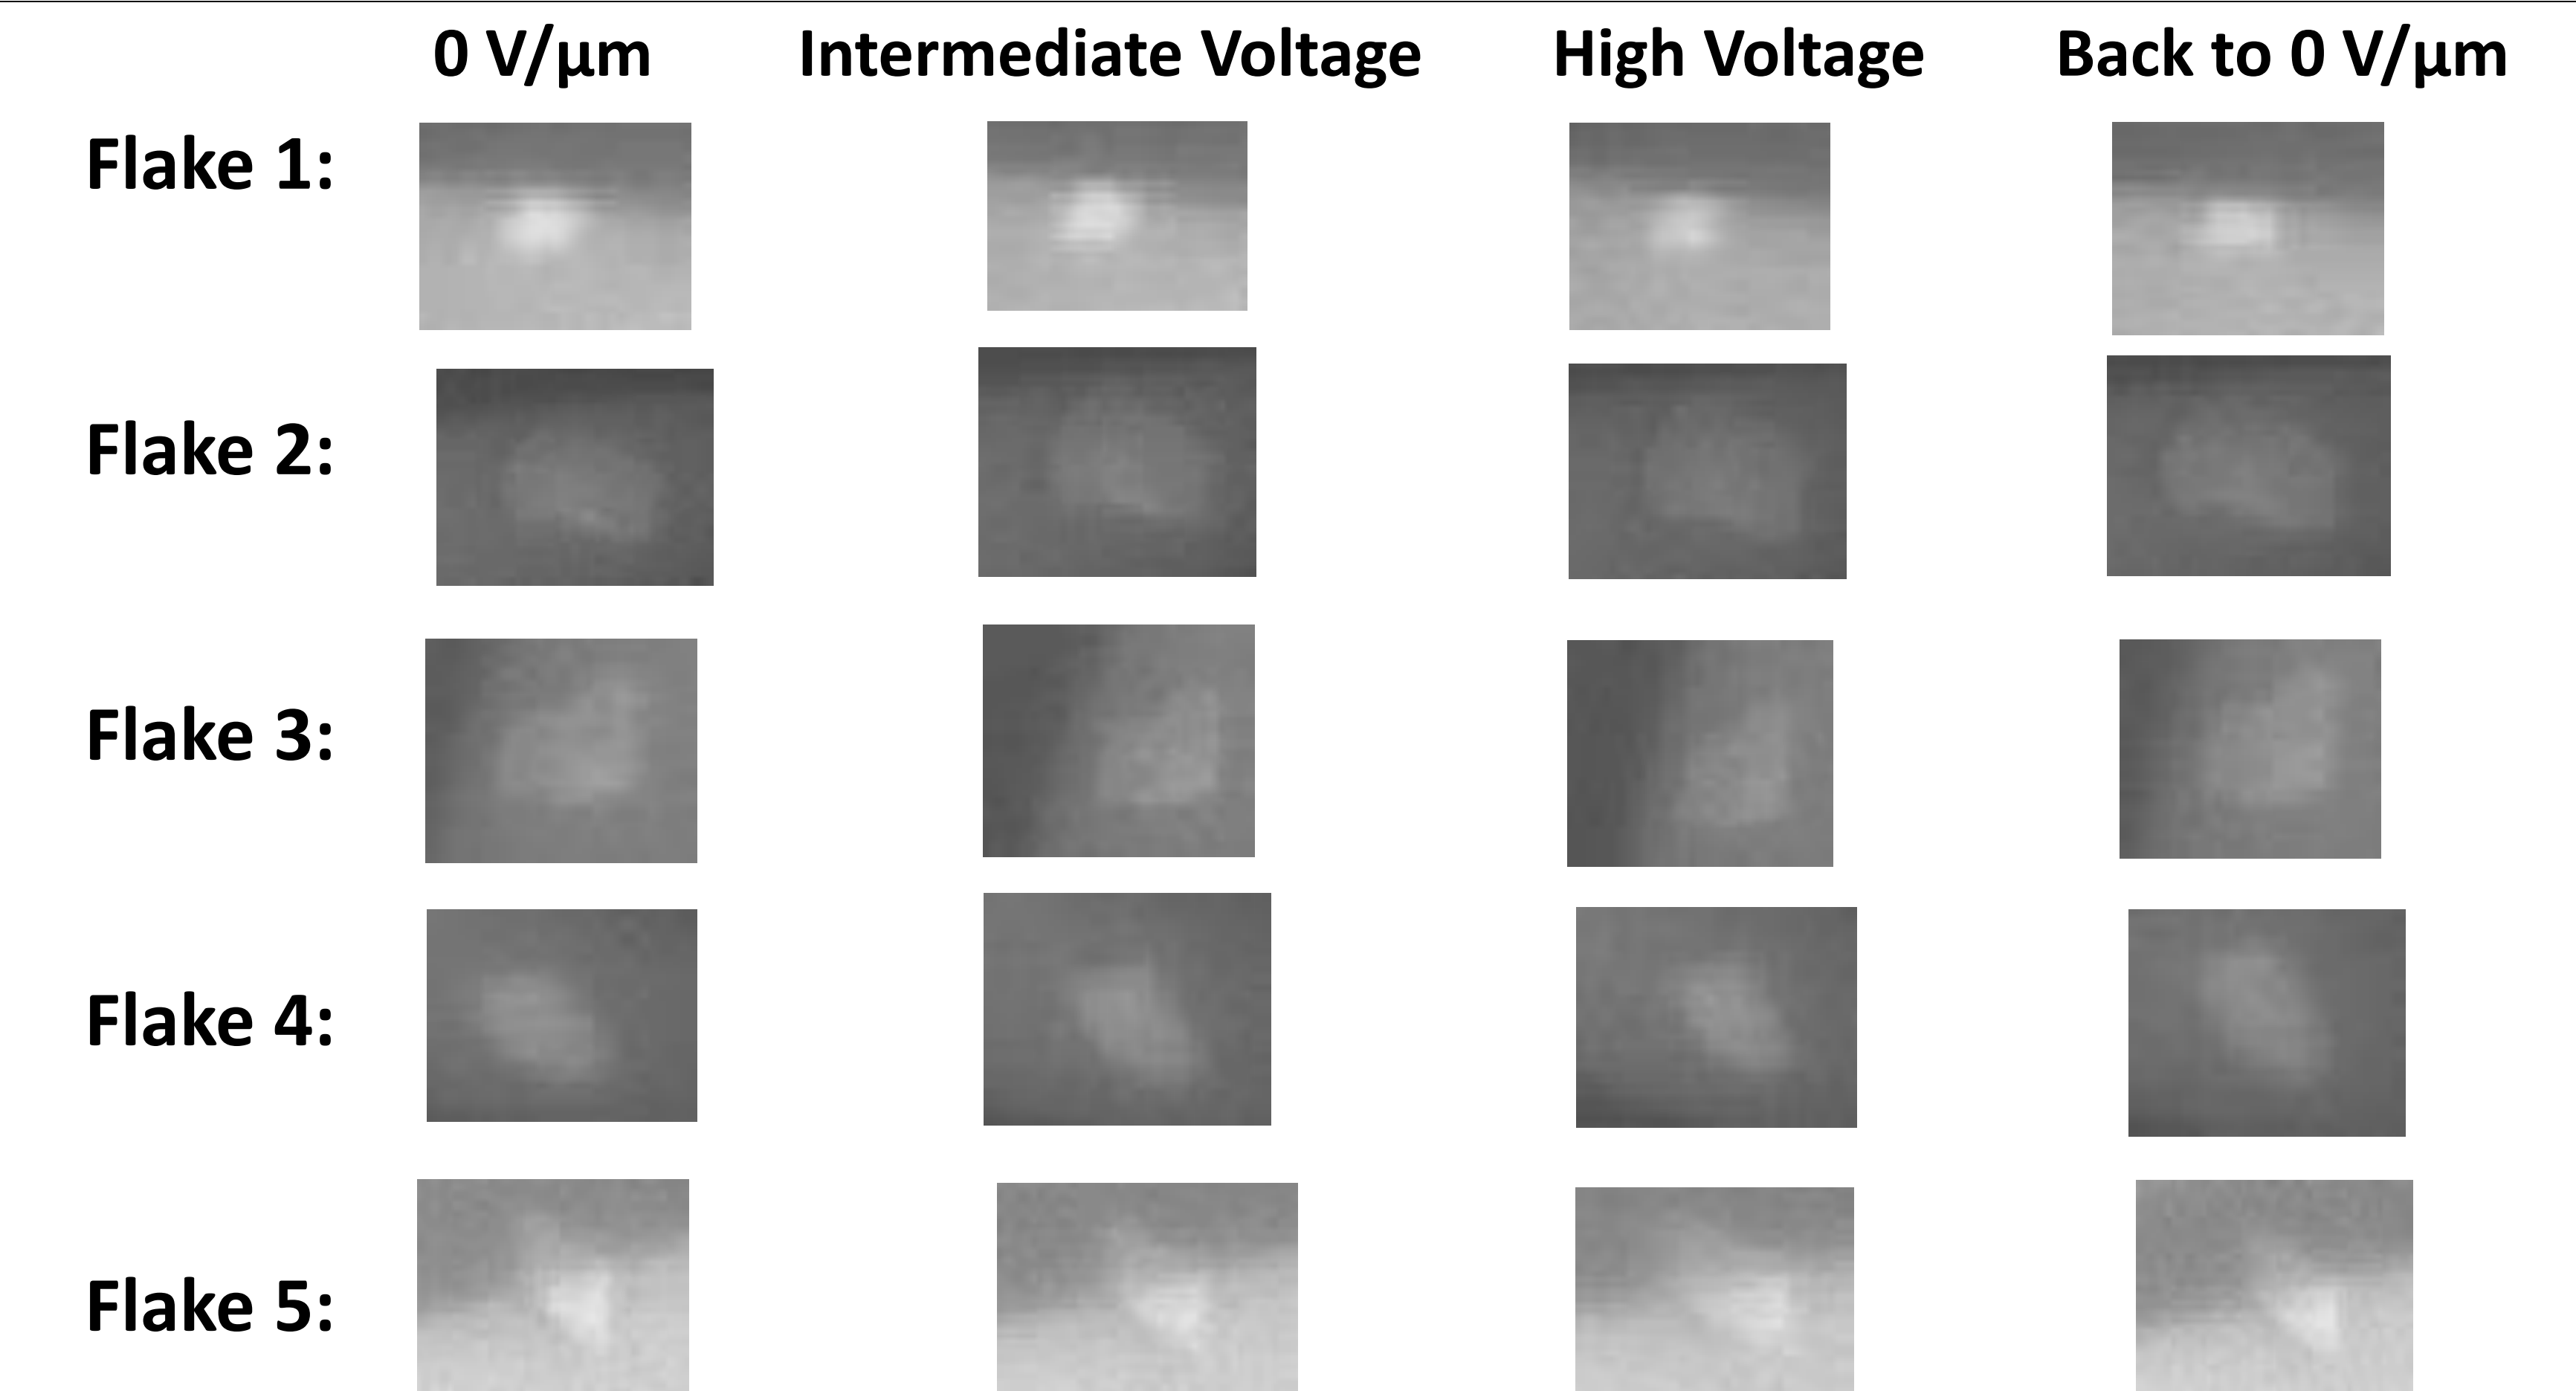 0 V/µm Intermediate Voltage High Voltage Back to 0 V/µm
Flake 1:
Flake 2:
Flake 3:
Flake 4:
Flake 5: